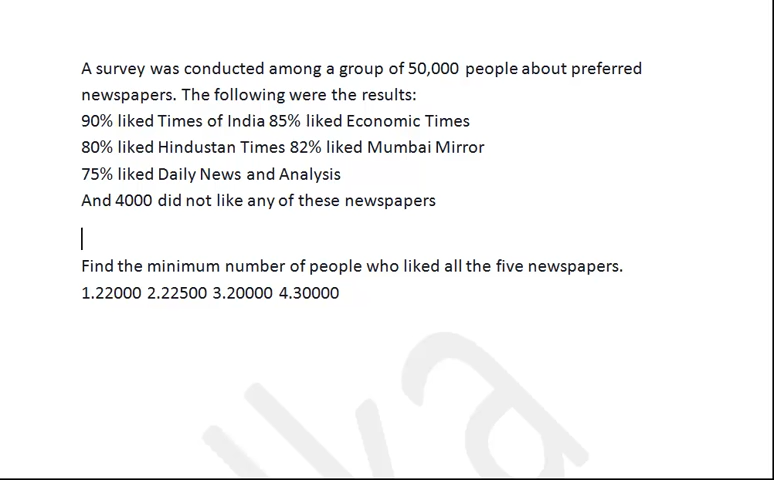 A survey was conducted among a group of 50,000 people about preferred
newspapers. The following were the results:
90% liked Times of India 85% liked Economic Times
80% liked Hindustan Times 82% liked Mumbai Mirror
75% liked Daily News and Analysis
And 4000 did not like any of these newspapers
Find the minimum number of people who liked all the five newspapers.
1.22000 2.22500 3.20000 4.30000